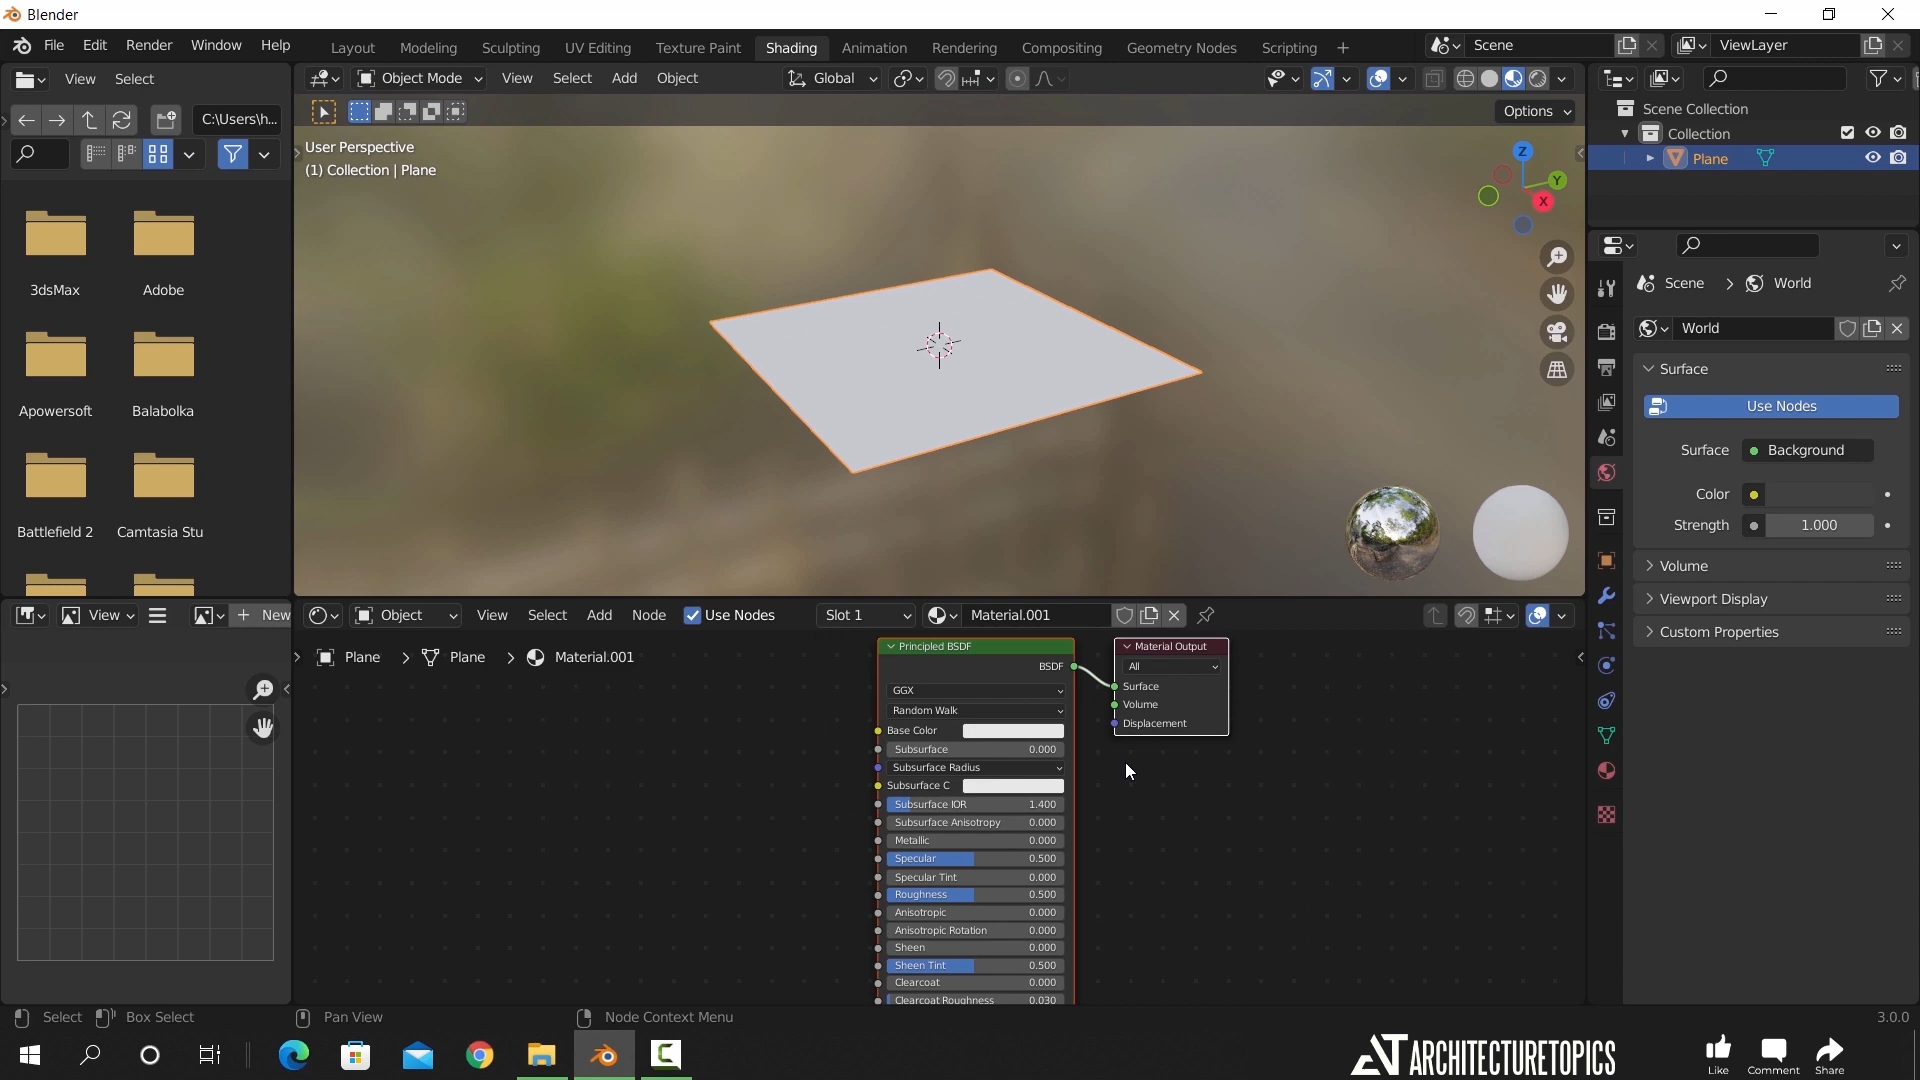 Blender
File Edit Render Window Help
Layout Modeling Sculpting UV Editing Texture Paint Shading Animation Rendering Compositing Geometry Nodes Scripting +
Scene
ViewLayer
View Select
Object Mode View Select Add Object
Global
C:\Users\h...
Options
User Perspective
(1) Collection | Plane
Z
Y
X
3dsMax Adobe
Apowersoft Balabolka
Battlefield 2 Camtasia Stu
Scene Collection
Collection
Plane
Scene > World
World
Surface
Use Nodes
Surface Background
Color
Strength 1.000
Volume
Viewport Display
Custom Properties
View
+ New
Object View Select Add Node Use Nodes Slot 1 Material.001
Plane > Plane > Material.001
Principled BSDF
BSDF
GGX
Random Walk
Base Color
Subsurface 0.000
Subsurface Radius
Subsurface C
Subsurface IOR 1.400
Subsurface Anisotropy 0.000
Metallic 0.000
Specular 0.500
Specular Tint 0.000
Roughness 0.500
Anisotropic 0.000
Anisotropic Rotation 0.000
Sheen 0.000
Sheen Tint 0.500
Clearcoat 0.000
Clearcoat Roughness 0.030
Material Output
All
Surface
Volume
Displacement
Select Box Select Pan View Node Context Menu 3.0.0
ARCHITECTURETOPICS
Like Comment Share